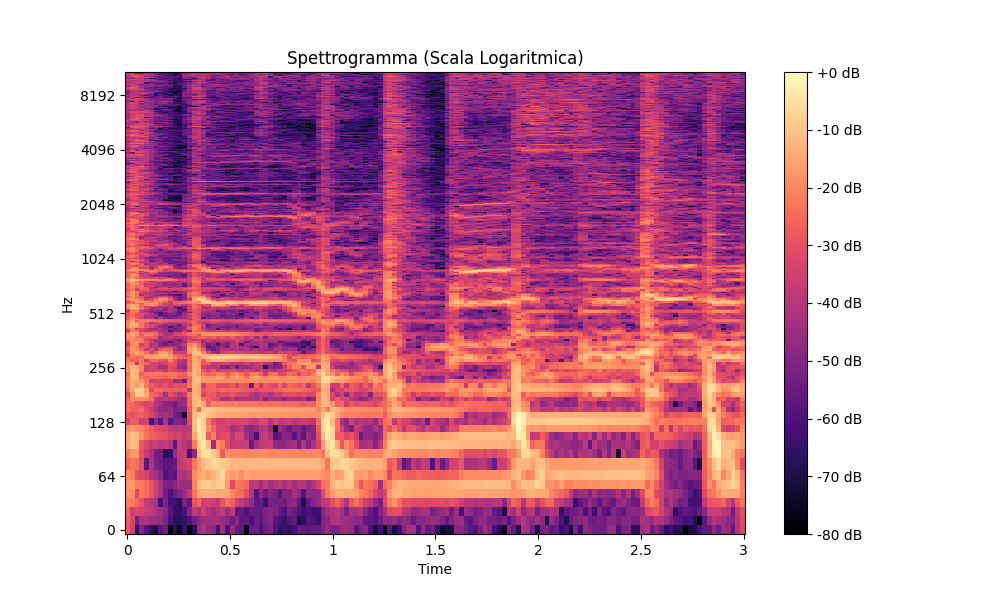 Spettrogramma (Scala Logaritmica)
Hz
8192
4096
2048
1024
512
256
128
64
0
0 0.5 1 1.5 2 2.5 3
Time
+0 dB
-10 dB
-20 dB
-30 dB
-40 dB
-50 dB
-60 dB
-70 dB
-80 dB